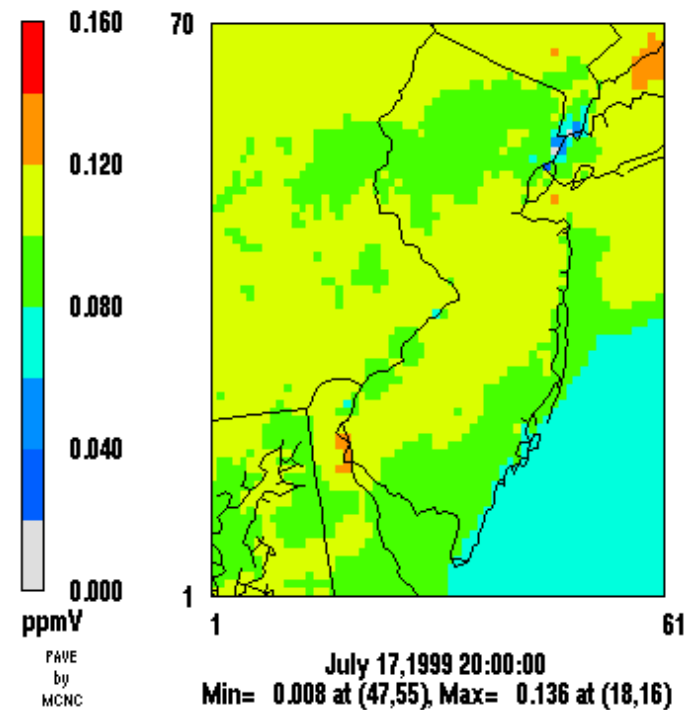 0.160
0.120
0.080
0.040
0.000
ppmV
PAVE
by
MCNC
70
1
1
61
July 17,1999 20:00:00
Min= 0.008 at (47,55), Max= 0.136 at (18,16)